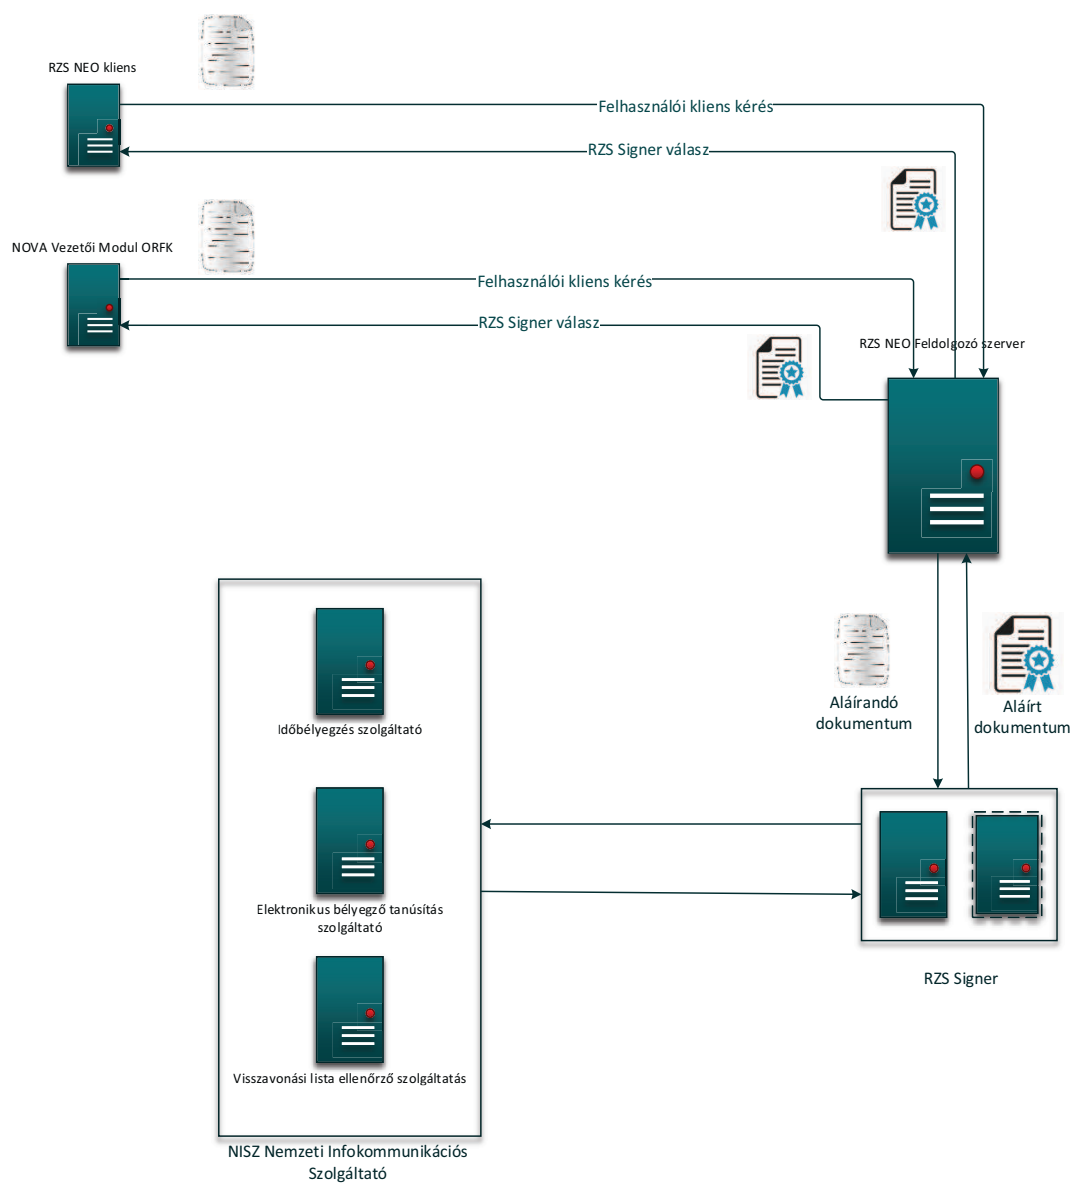 RZS NEO kliens
Felhasználói kliens kérés
RZS Signer válasz
NOVA Vezetői Modul ORFK
Felhasználói kliens kérés
RZS Signer válasz
RZS NEO Feldolgozó szerver
Aláírandó
dokumentum
Aláírt
dokumentum
Időbélyegzés szolgáltató
Elektronikus bélyegző tanúsítás
szolgáltató
RZS Signer
Visszavonási lista ellenőrző szolgáltatás
NISZ Nemzeti Infokommunikációs
Szolgáltató